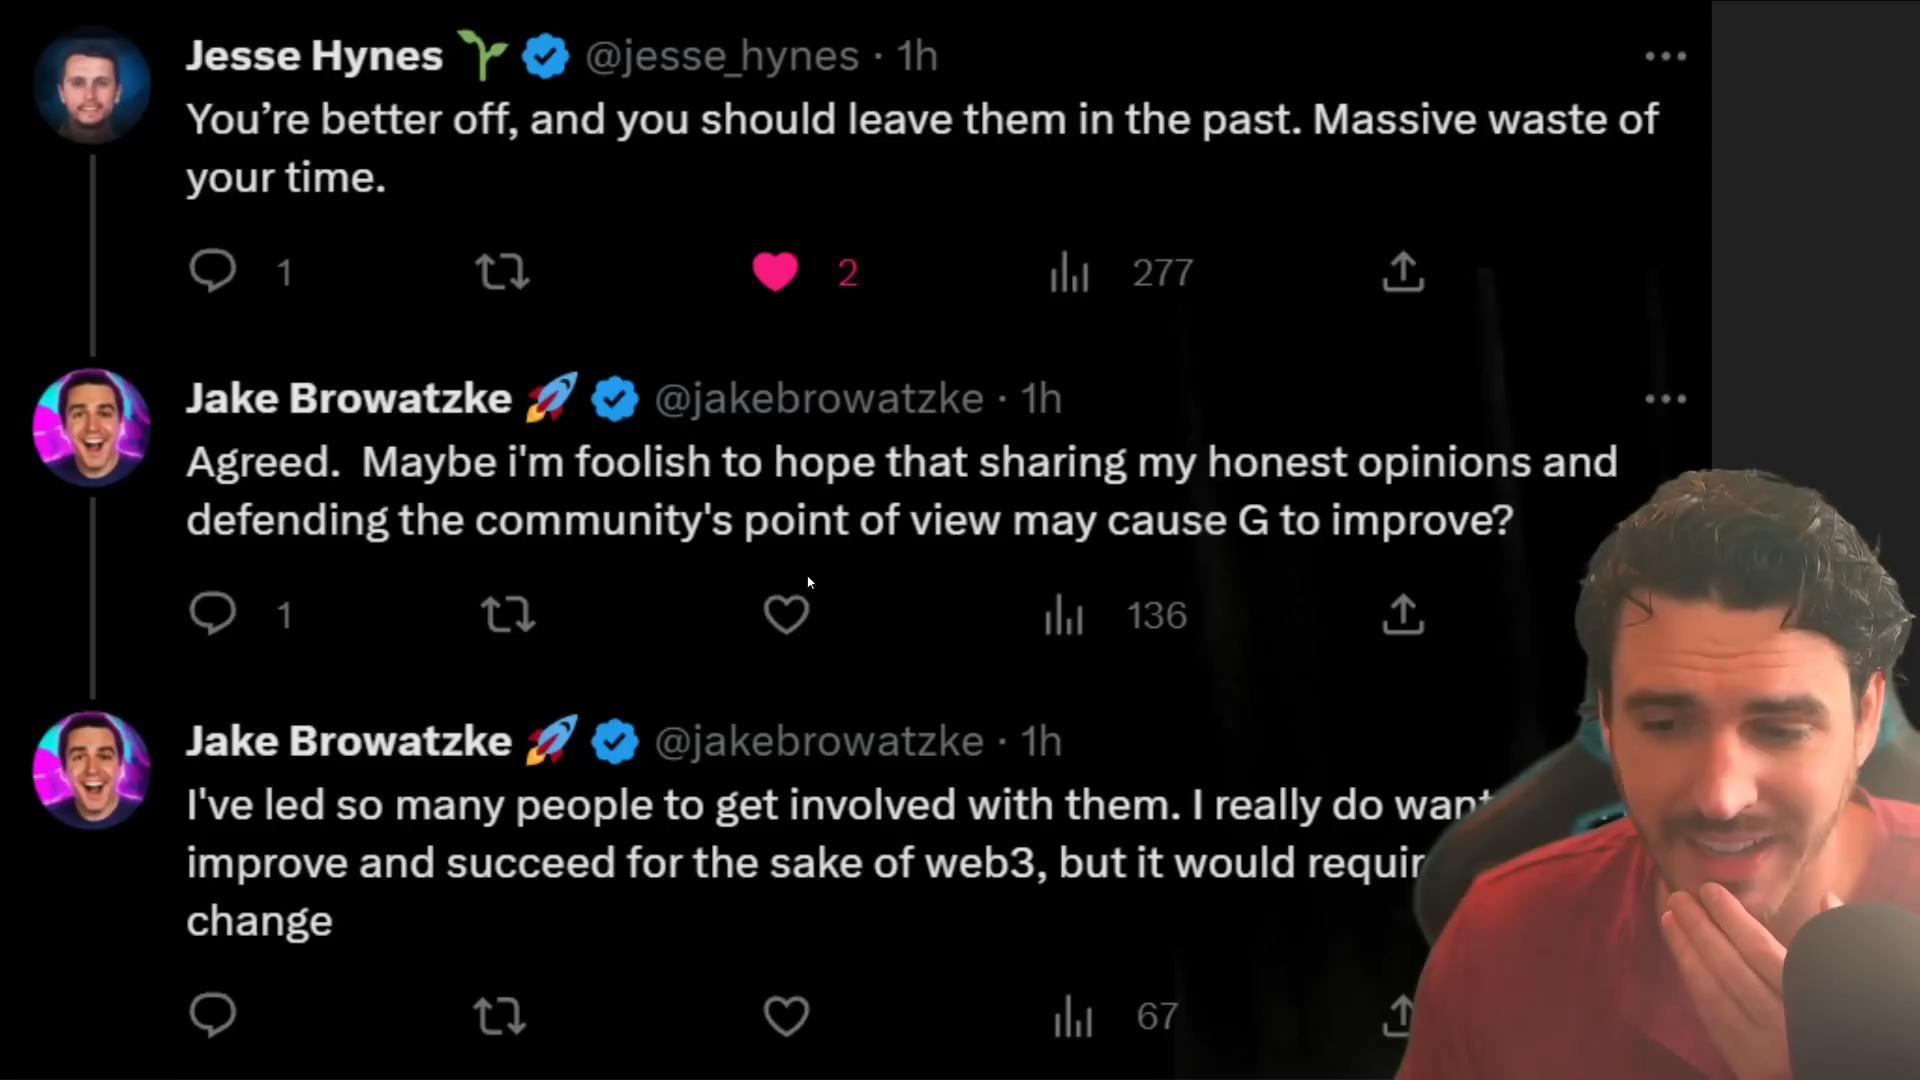 Jesse Hynes 🌱 @jesse_hynes · 1h
You’re better off, and you should leave them in the past. Massive waste of
your time.
1 2 277
Jake Browatzke 🚀 @jakebrowatzke · 1h
Agreed.  Maybe i'm foolish to hope that sharing my honest opinions and
defending the community's point of view may cause G to improve?
1 136
Jake Browatzke 🚀 @jakebrowatzke · 1h
I've led so many people to get involved with them. I really do want
improve and succeed for the sake of web3, but it would requir
change
67